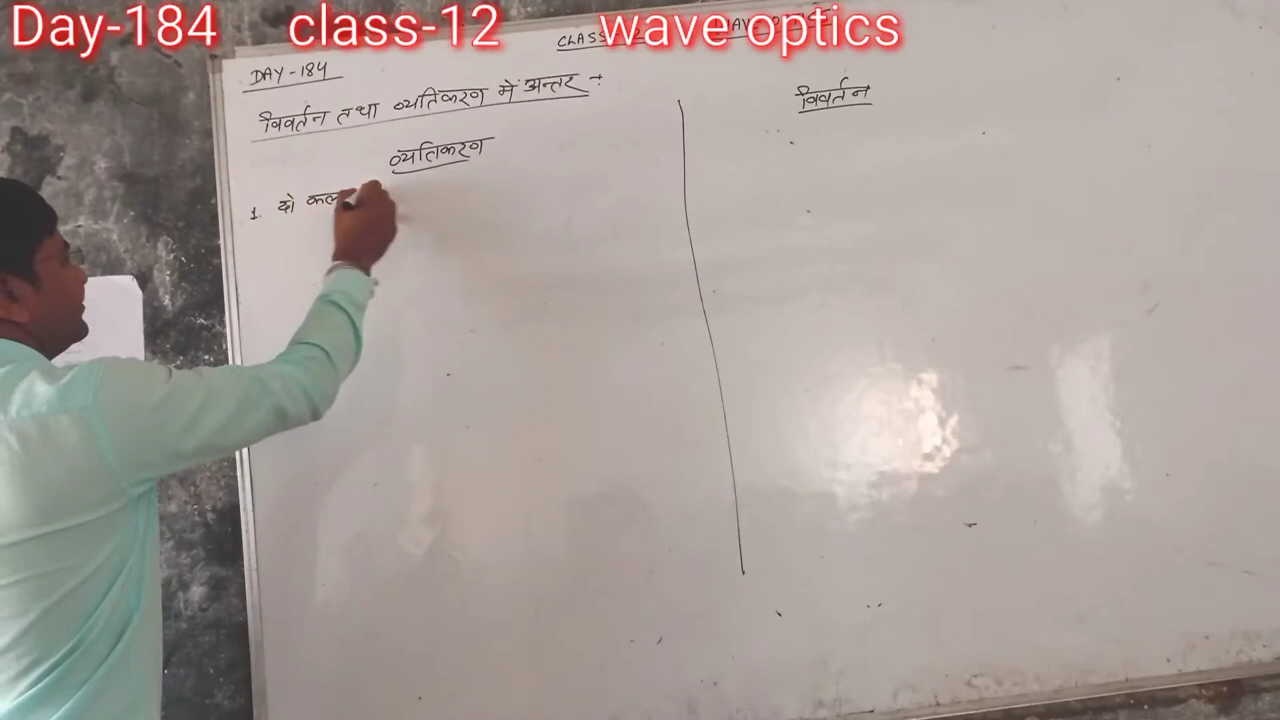 Day-184 class-12 wave optics
CLASS
DAY-184
विवर्तन तथा व्यतिकरण में अन्तर ÷
व्यतिकरण
विवर्तन
1. दो